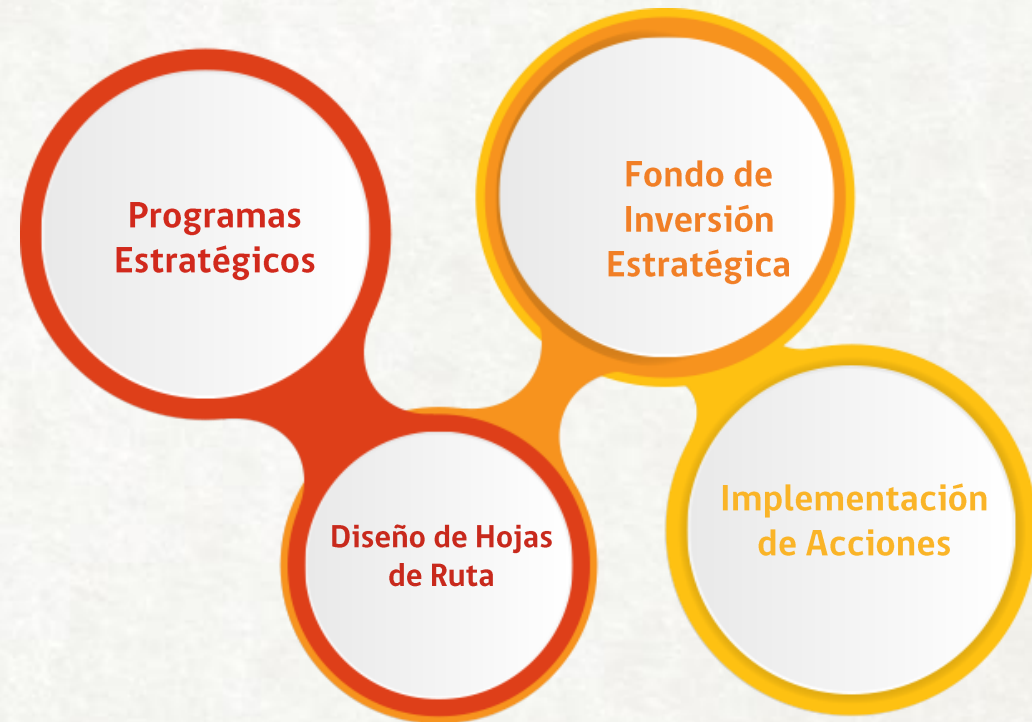 Programas
Estratégicos
Diseño de Hojas
de Ruta
Fondo de
Inversión
Estratégica
Implementación
de Acciones